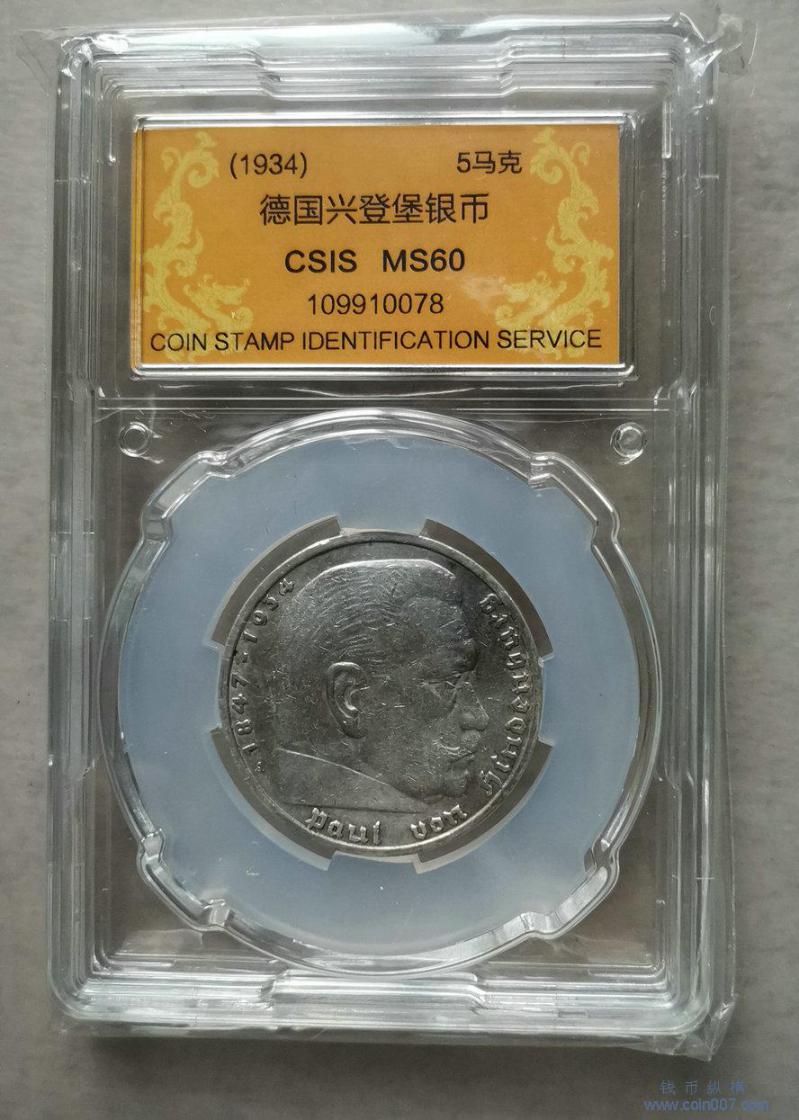 (1934) 5马克
德国兴登堡银币
CSIS MS60
109910078
COIN STAMP IDENTIFICATION SERVICE
1847-1934
Paul von Hindenburg
钱币纵横
www.coin007.com